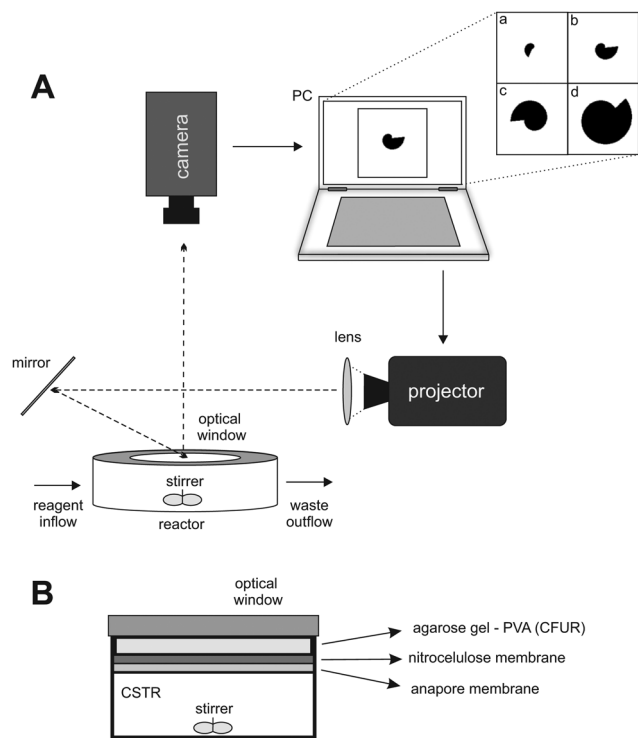 a
b
A
PC
c
d
camera
lens
mirror
projector
optical
window
stirrer
reagent
inflow
waste
outflow
reactor
B
optical
window
agarose gel - PVA (CFUR)
nitrocelulose membrane
anapore membrane
CSTR
stirrer